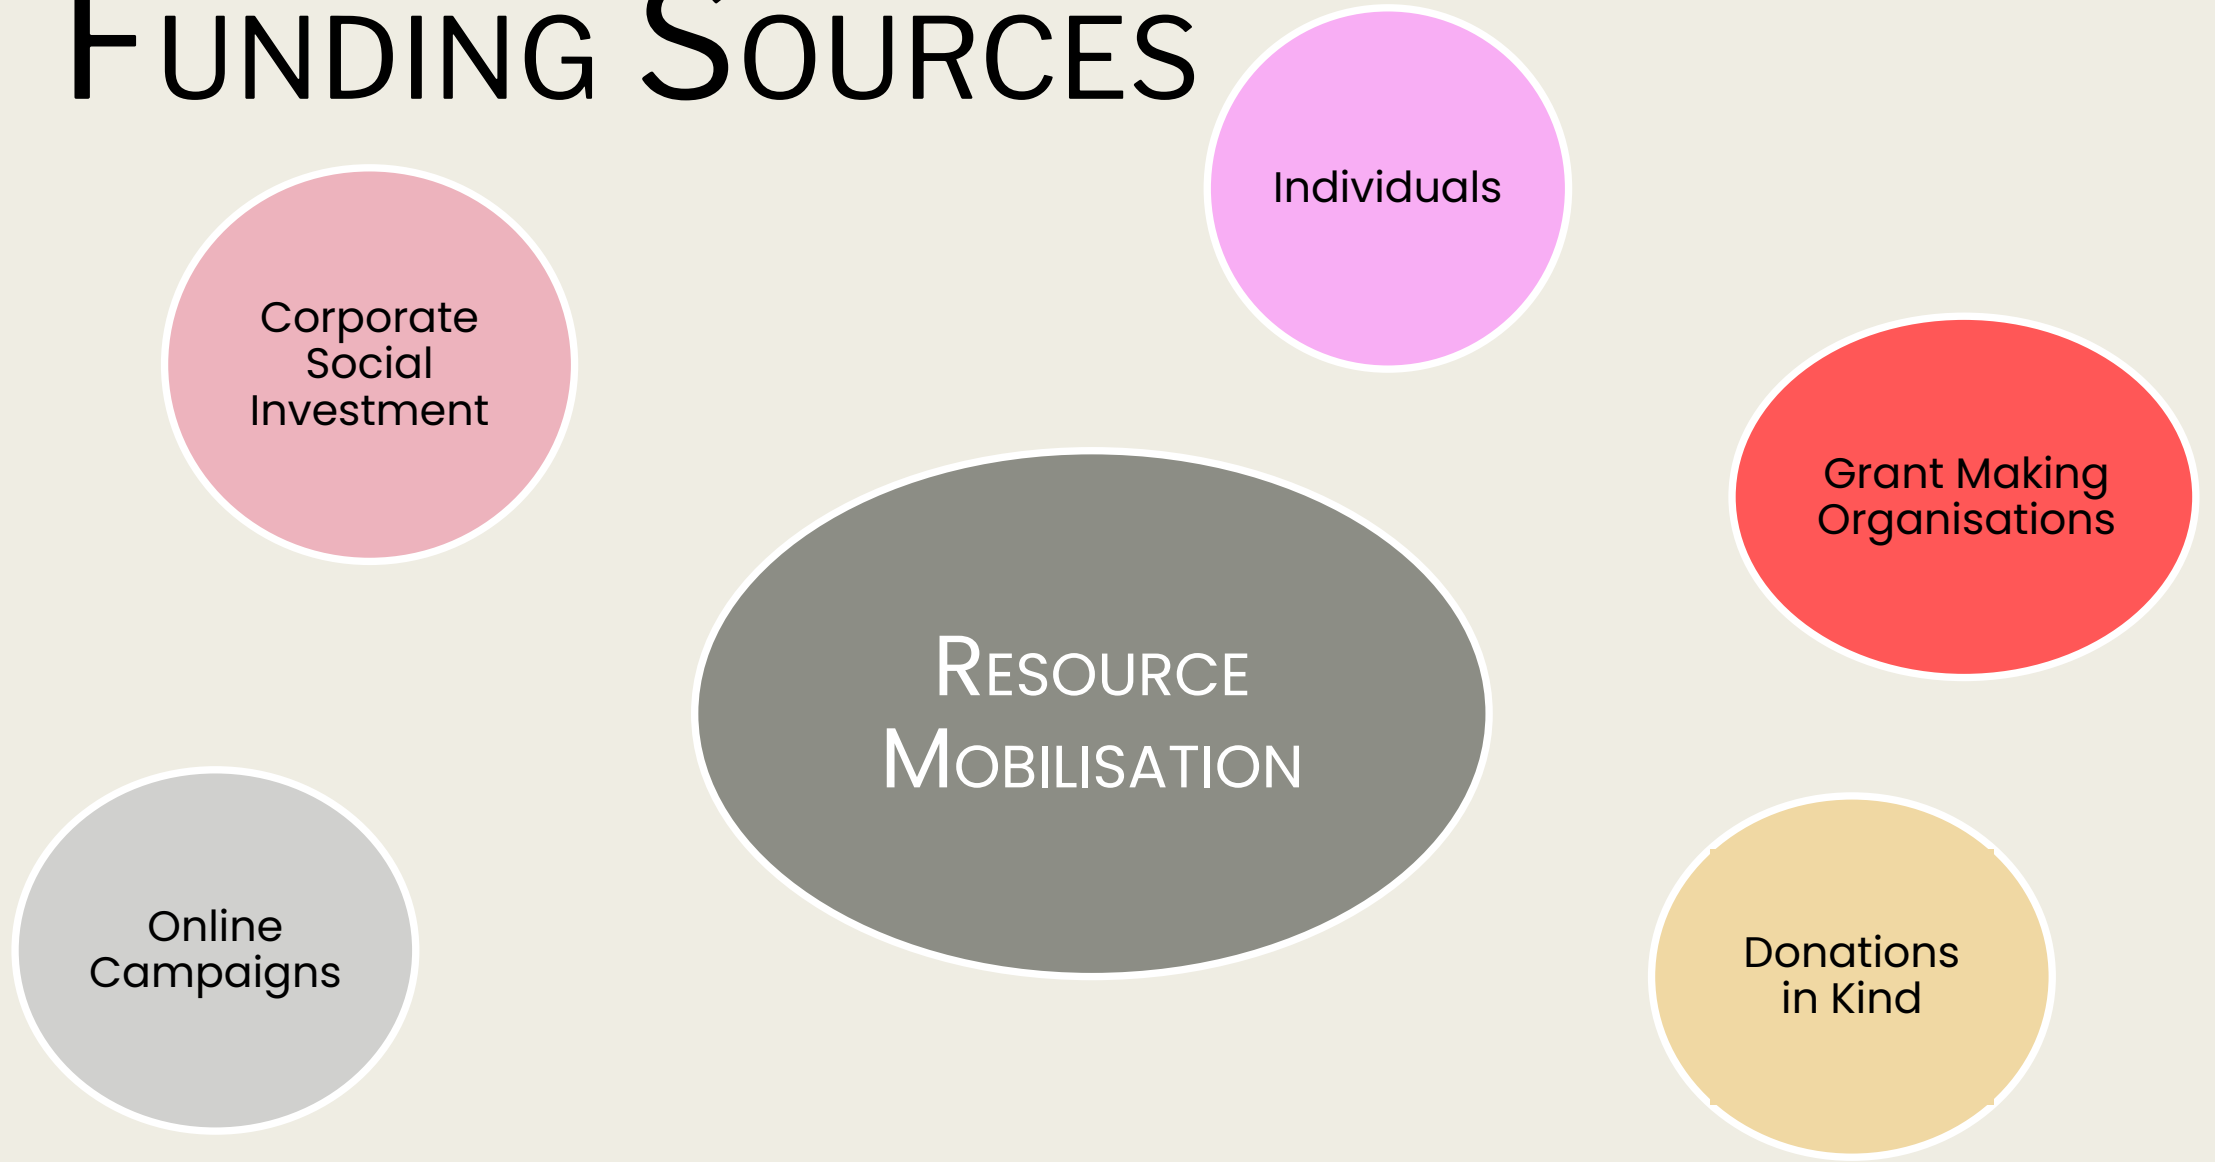 Funding Sources
Individuals
Corporate
Social
Investment
Grant Making
Organisations
Resource
Mobilisation
Online
Campaigns
Donations
in Kind